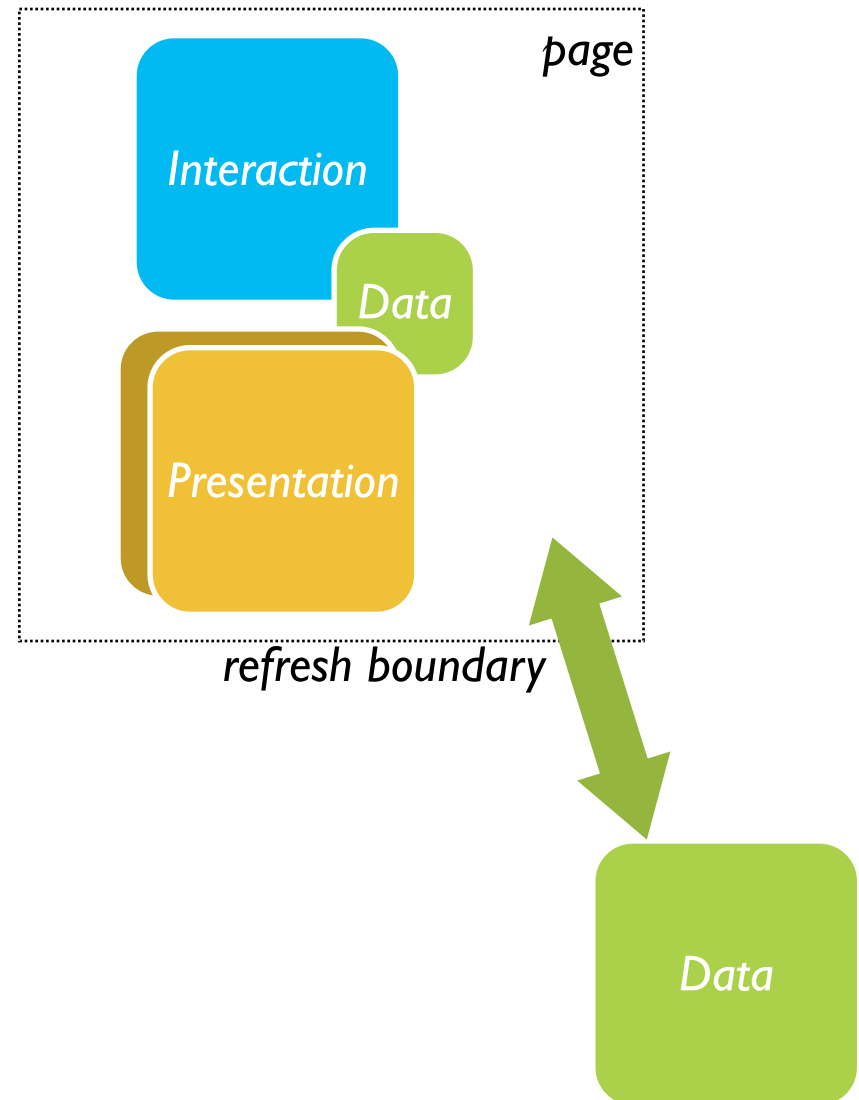 page
Interaction
Data
Presentation
refresh boundary
Data